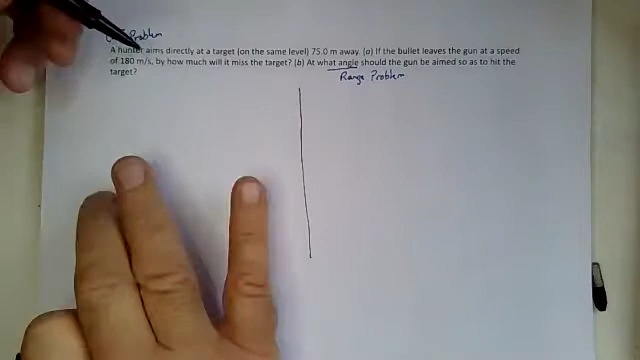 Problem
A hunter aims directly at a target (on the same level) 75.0 m away. (a) If the bullet leaves the gun at a speed
of 180 m/s, by how much will it miss the target? (b) At what angle should the gun be aimed so as to hit the
target?
Range Problem